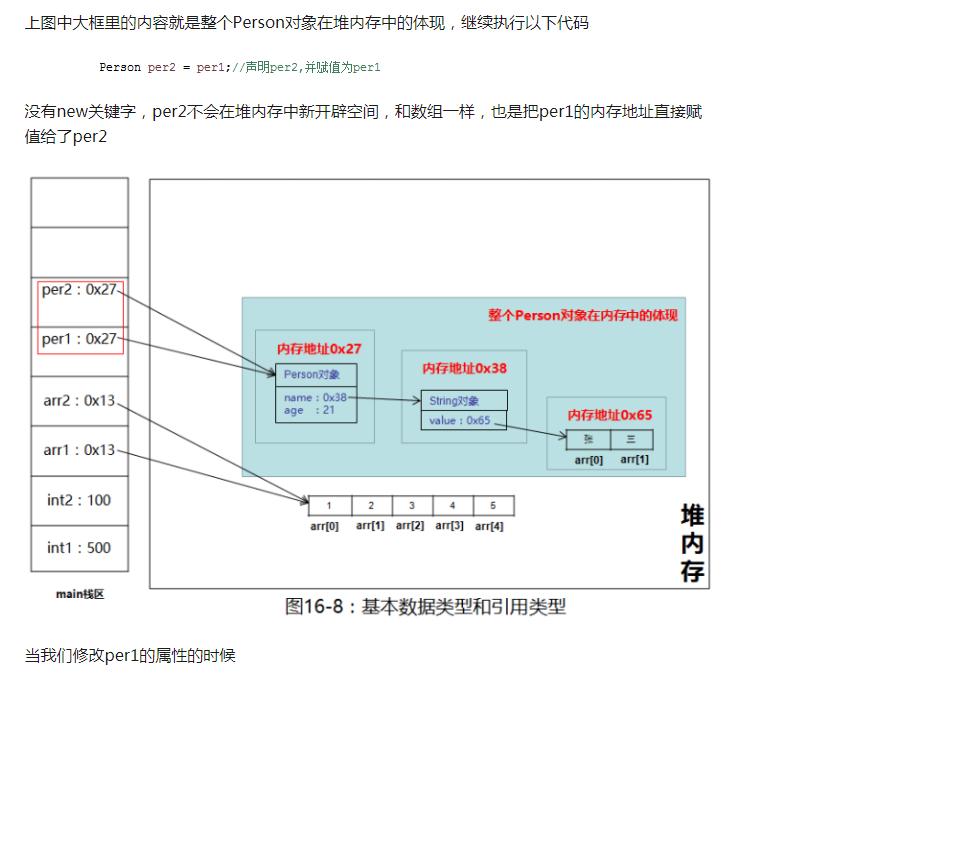 上图中大框里的内容就是整个Person对象在堆内存中的体现，继续执行以下代码
Person per2 = per1;//声明per2,并赋值为per1
没有new关键字，per2不会在堆内存中新开辟空间，和数组一样，也是把per1的内存地址直接赋
值给了per2
per2：0x27
per1：0x27
arr2：0x13
arr1：0x13
int2：100
int1：500
main栈区
整个Person对象在内存中的体现
内存地址0x27
Person对象
name：0x38
age ：21
内存地址0x38
String对象
value：0x65
内存地址0x65
张 三
arr[0] arr[1]
1 2 3 4 5
arr[0] arr[1] arr[2] arr[3] arr[4]
堆
内
存
图16-8：基本数据类型和引用类型
当我们修改per1的属性的时候